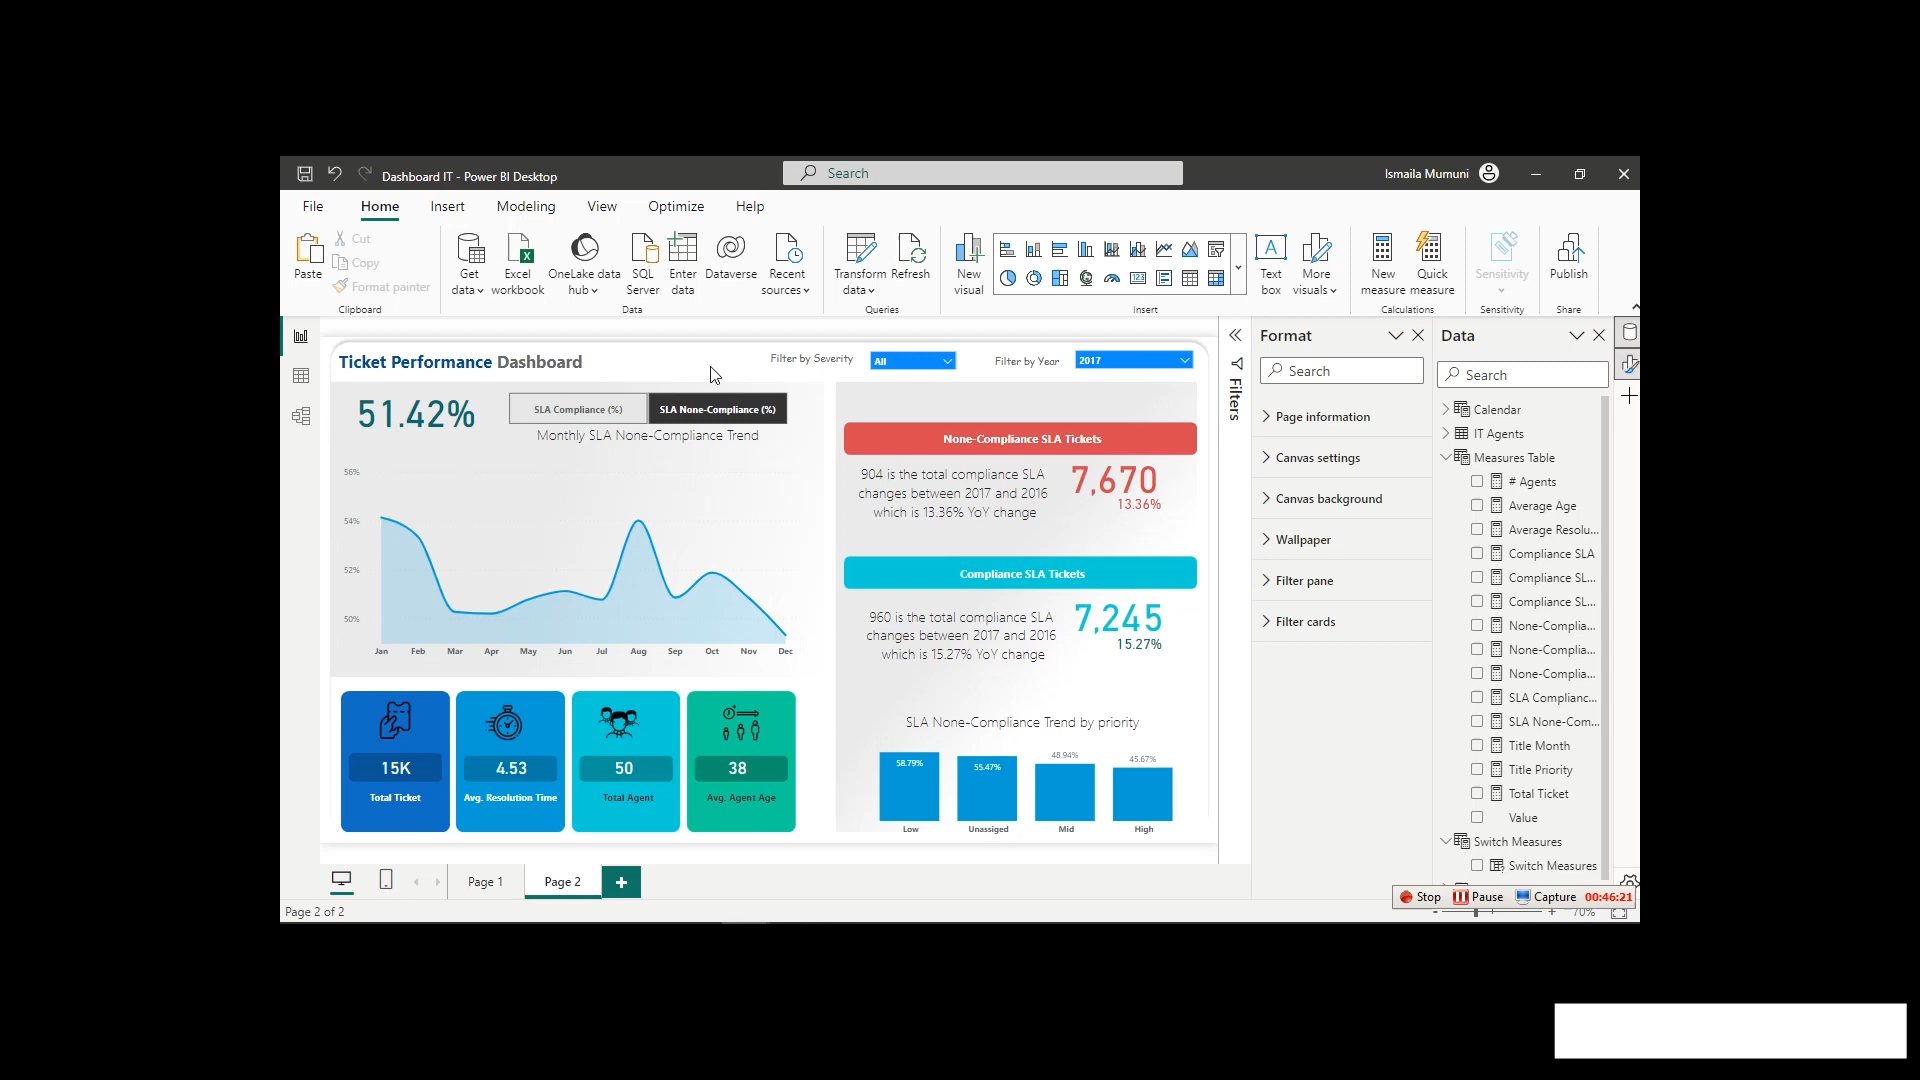 Dashboard IT - Power BI Desktop
Search
Ismaila Mumuni
File Home Insert Modeling View Optimize Help
Paste
Cut
Copy
Format painter
Clipboard
Get data
Excel workbook
OneLake data hub
SQL Server
Enter data
Dataverse
Recent sources
Data
Transform data
Refresh
Queries
New visual
Text box
More visuals
Insert
New measure
Quick measure
Calculations
Sensitivity
Sensitivity
Publish
Share
Ticket Performance Dashboard
Filter by Severity
All
Filter by Year
2017
51.42%
SLA Compliance (%)
SLA None-Compliance (%)
Monthly SLA None-Compliance Trend
56%
54%
52%
50%
Jan Feb Mar Apr May Jun Jul Aug Sep Oct Nov Dec
15K
Total Ticket
4.53
Avg. Resolution Time
50
Total Agent
38
Avg. Agent Age
None-Compliance SLA Tickets
904 is the total compliance SLA
changes between 2017 and 2016
which is 13.36% YoY change
7,670
13.36%
Compliance SLA Tickets
960 is the total compliance SLA
changes between 2017 and 2016
which is 15.27% YoY change
7,245
15.27%
SLA None-Compliance Trend by priority
58.79% 55.47% 48.94% 45.67%
Low Unassiged Mid High
Filters
Format
Search
Page information
Canvas settings
Canvas background
Wallpaper
Filter pane
Filter cards
Data
Search
Calendar
IT Agents
Measures Table
# Agents
Average Age
Average Resolu...
Compliance SLA
Compliance SL...
Compliance SL...
None-Complia...
None-Complia...
None-Complia...
SLA Complianc...
SLA None-Com...
Title Month
Title Priority
Total Ticket
Value
Switch Measures
Switch Measures
Page 1
Page 2
Stop Pause Capture 00:46:21
Page 2 of 2
70%